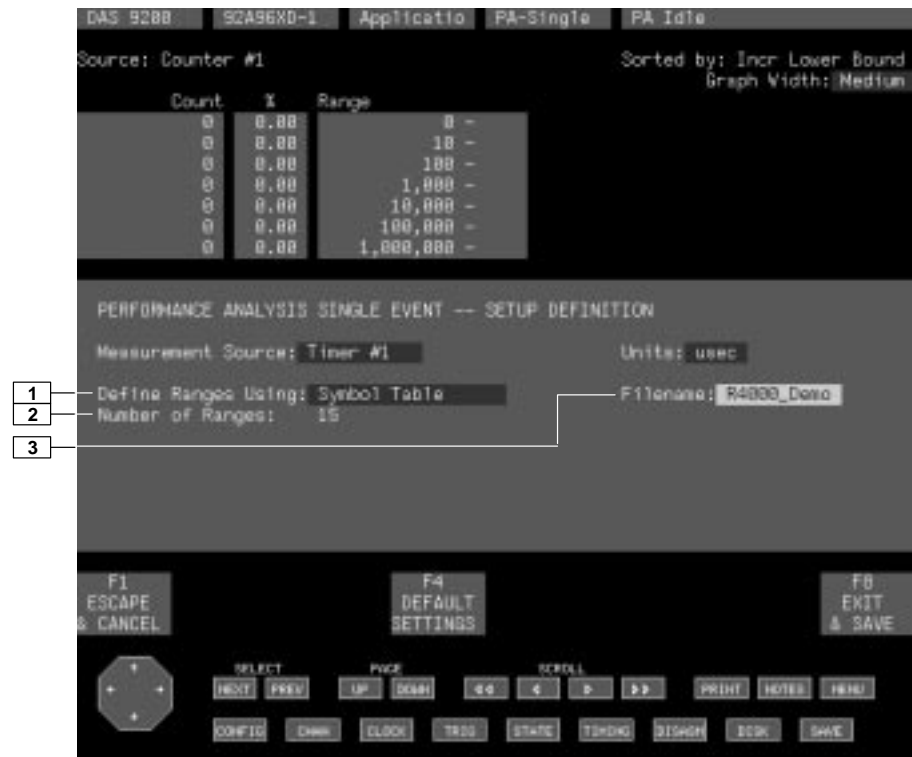 DAS 9200 92A96XD-1 Applicatio PA-Single PA Idle
Source: Counter #1 Sorted by: Incr Lower Bound
Graph Width: Medium
Count % Range
0 0.00 0 -
0 0.00 10 -
0 0.00 100 -
0 0.00 1,000 -
0 0.00 10,000 -
0 0.00 100,000 -
0 0.00 1,000,000 -
PERFORMANCE ANALYSIS SINGLE EVENT -- SETUP DEFINITION
Measurement Source: Timer #1 Units: usec
1 Define Ranges Using: Symbol Table Filename: R4000_Demo
2 Number of Ranges: 15
3
F1 F4 F8
ESCAPE DEFAULT EXIT
& CANCEL SETTINGS & SAVE
SELECT PAGE SCROLL
NEXT PREV UP DOWN PRINT NOTES MENU
CONFIG CHAN CLOCK TRIG STATE TIMING DISASM DISK SAVE